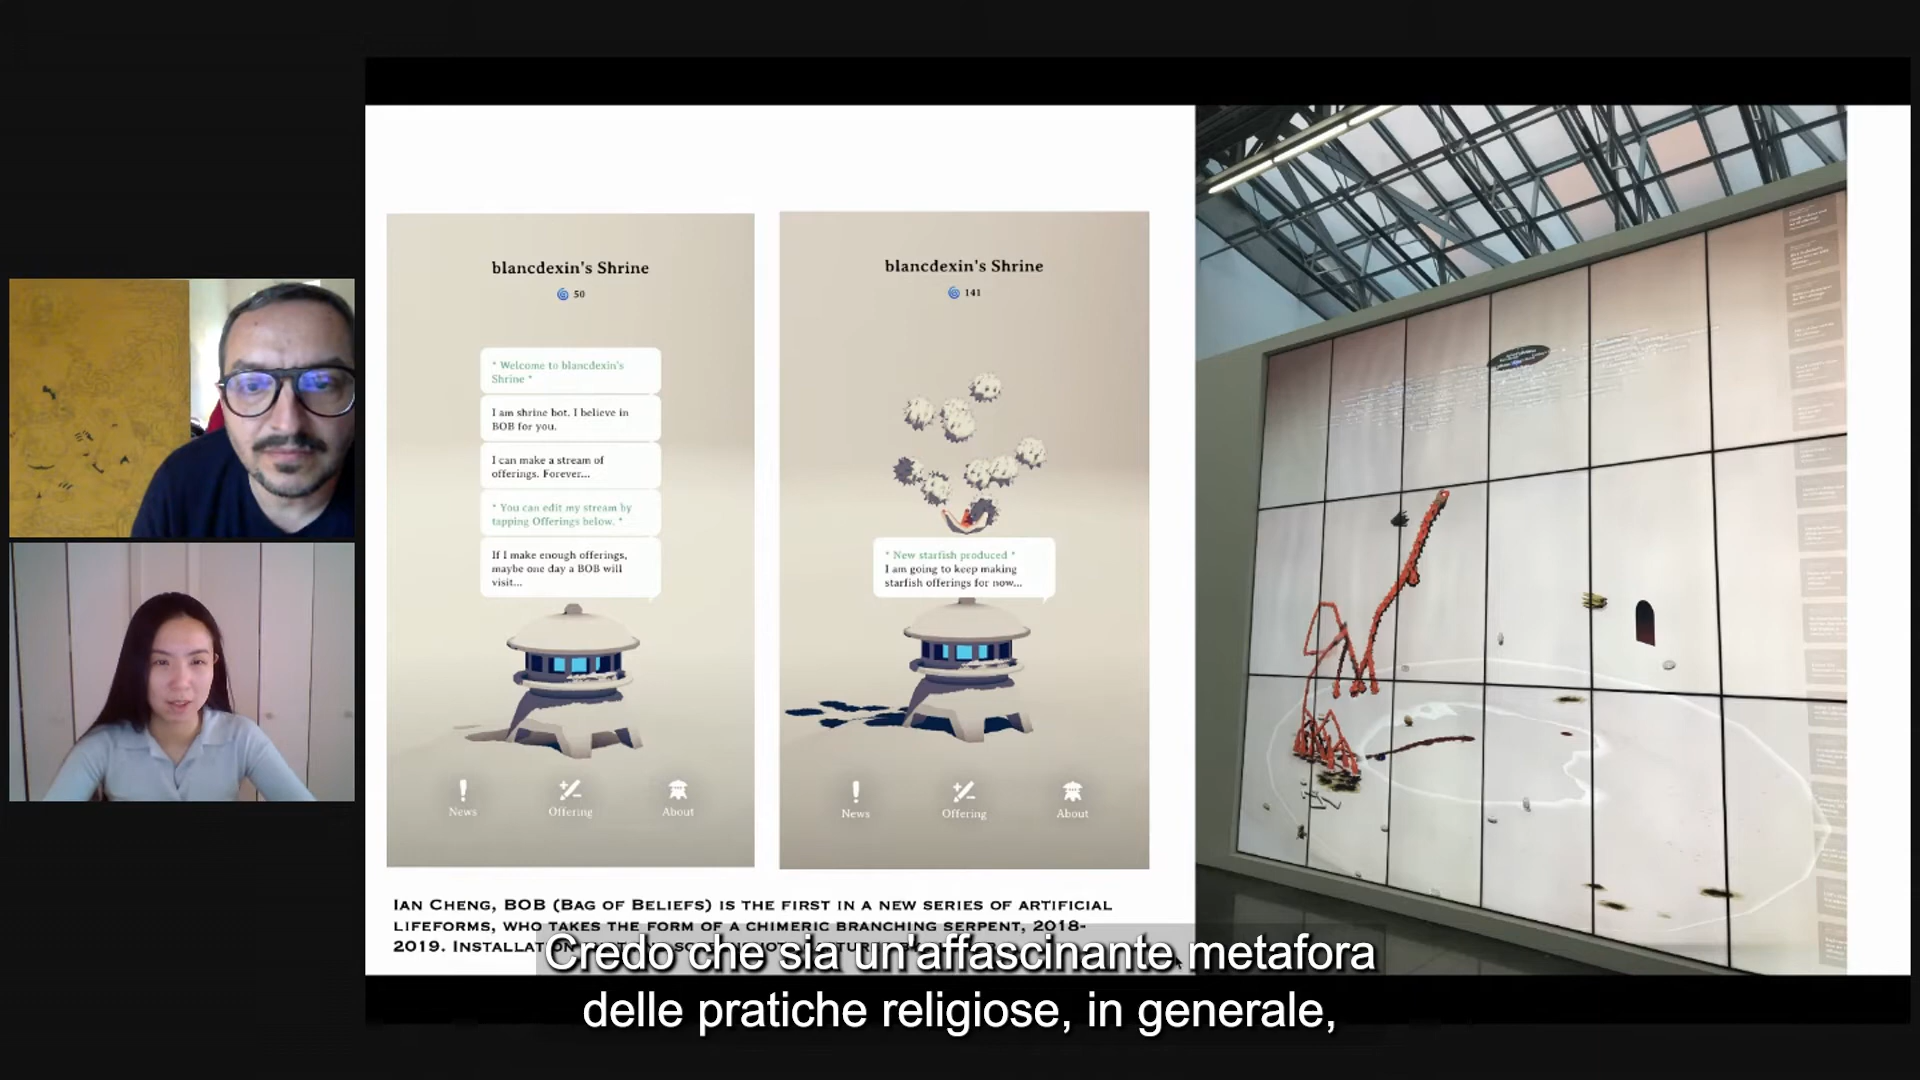 blancdexin's Shrine
50
* Welcome to blancdexin's
Shrine *
I am shrine bot. I believe in
BOB for you.
I can make a stream of
offerings. Forever...
* You can edit my stream by
tapping Offerings below. *
If I make enough offerings,
maybe one day a BOB will
visit...
News
Offering
About
blancdexin's Shrine
141
* New starfish produced *
I am going to keep making
starfish offerings for now...
News
Offering
About
IAN CHENG, BOB (BAG OF BELIEFS) IS THE FIRST IN A NEW SERIES OF ARTIFICIAL
LIFEFORMS, WHO TAKES THE FORM OF A CHIMERIC BRANCHING SERPENT, 2018-
2019.
Credo che sia un'affascinante metafora
delle pratiche religiose, in generale,